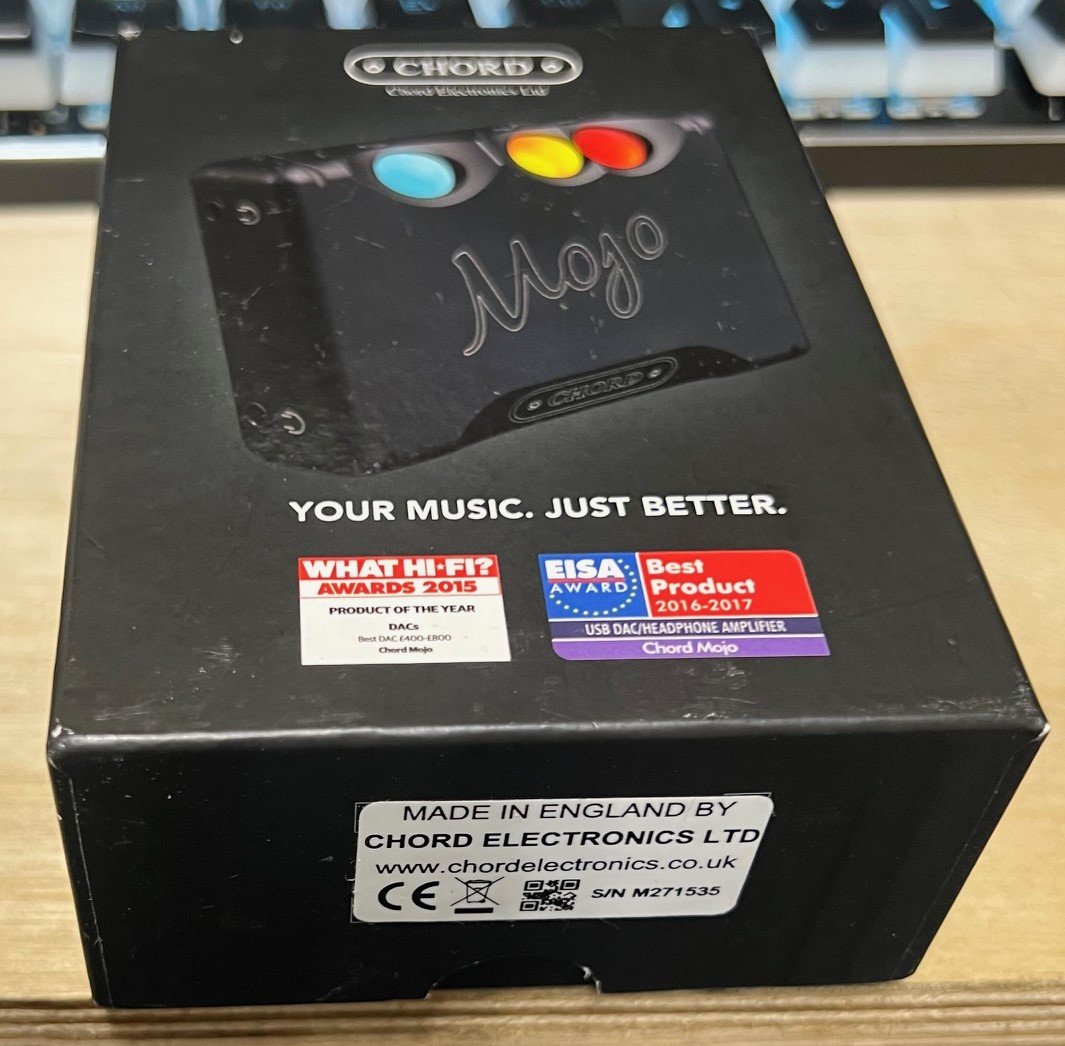 CHORD
Chord Electronics Ltd
Mojo
CHORD
YOUR MUSIC. JUST BETTER.
WHAT HI★FI?
AWARDS 2015
PRODUCT OF THE YEAR
DACs
Best DAC £400-£800
Chord Mojo
EISA
AWARD
Best
Product
2016-2017
USB DAC/HEADPHONE AMPLIFIER
Chord Mojo
MADE IN ENGLAND BY
CHORD ELECTRONICS LTD
www.chordelectronics.co.uk
CE
S/N M271535